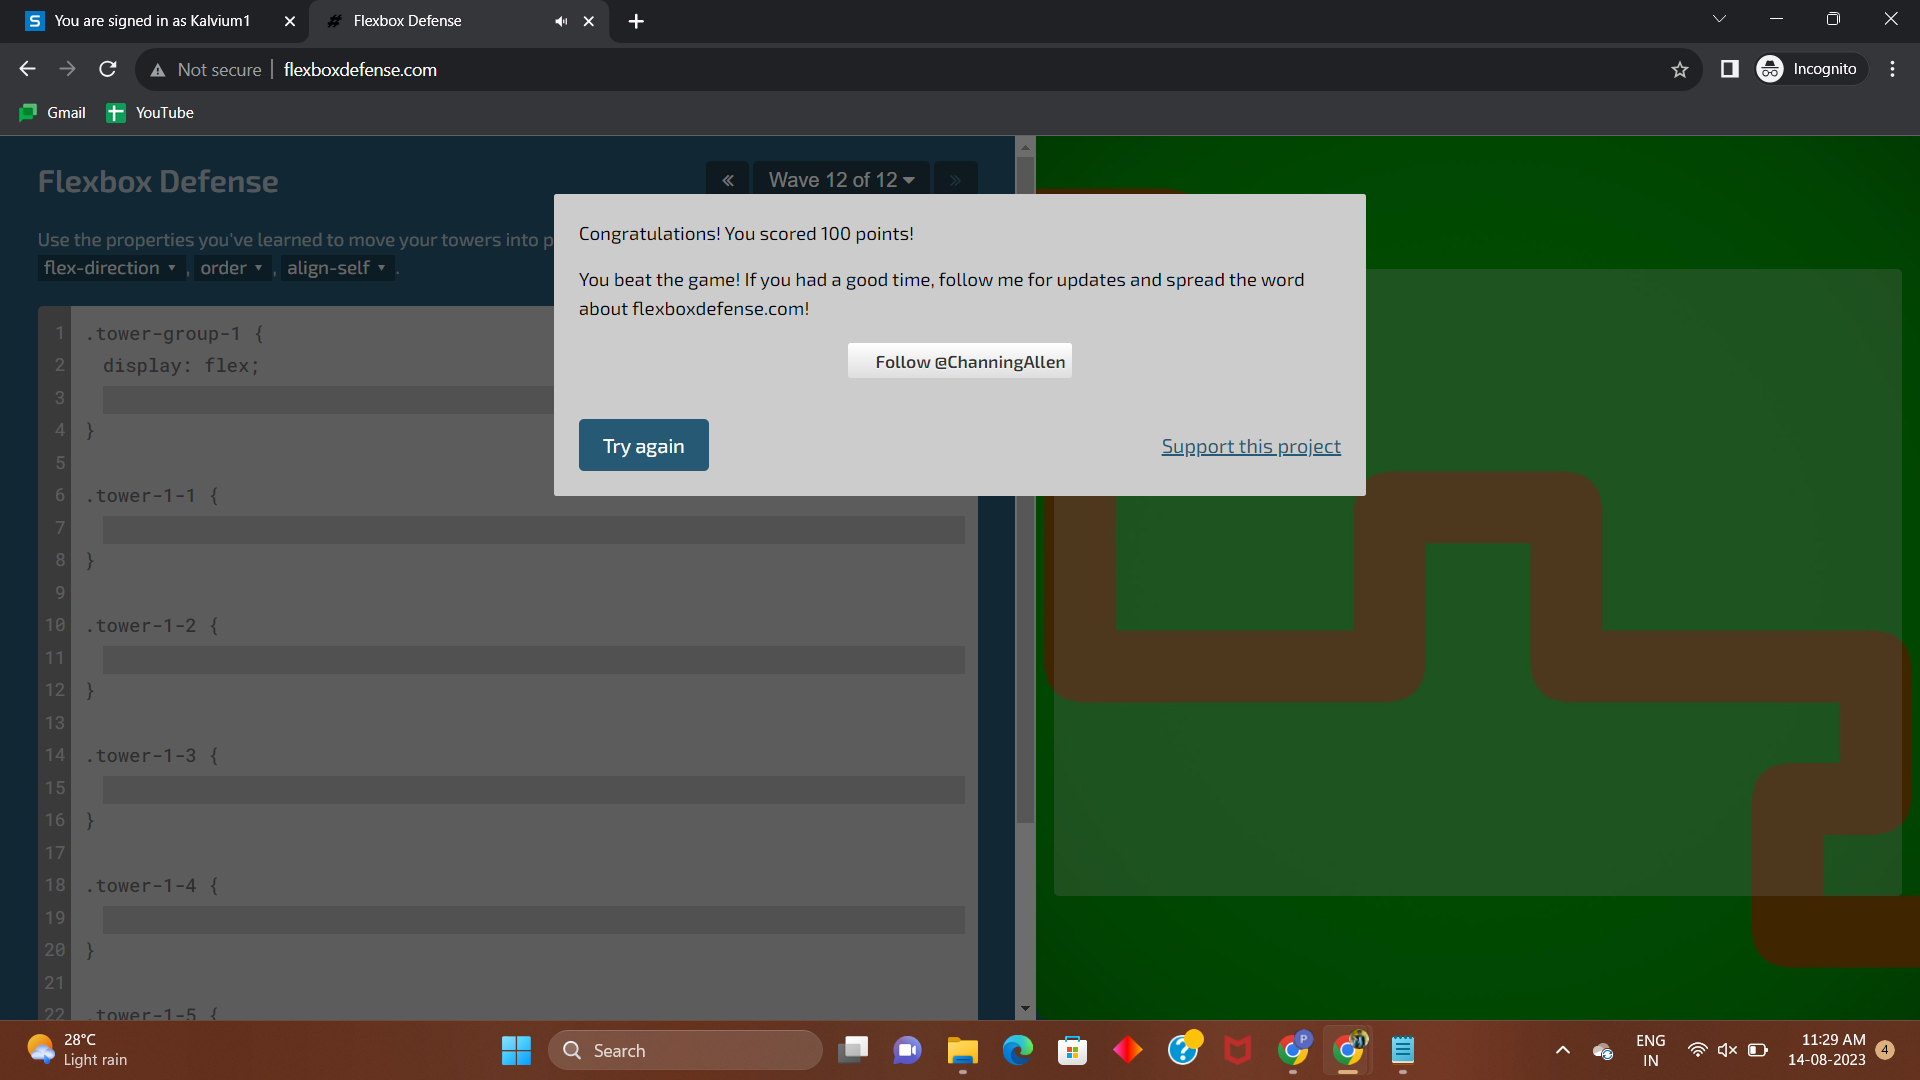 You are signed in as Kalvium1
Flexbox Defense
Not secure
flexboxdefense.com
Incognito
Gmail
YouTube
Flexbox Defense
«
Wave 12 of 12
»
Use the properties you've learned to move your towers into p
flex-direction ▾ , order ▾ , align-self ▾ .
Congratulations! You scored 100 points!
You beat the game! If you had a good time, follow me for updates and spread the word
about flexboxdefense.com!
Follow @ChanningAllen
Try again
Support this project
1 .tower-group-1 {
2 display: flex;
3
4 }
5
6 .tower-1-1 {
7
8 }
9
10 .tower-1-2 {
11
12 }
13
14 .tower-1-3 {
15
16 }
17
18 .tower-1-4 {
19
20 }
21
22 .tower-1-5 {
28°C
Light rain
Search
P
ENG
IN
11:29 AM
14-08-2023
4